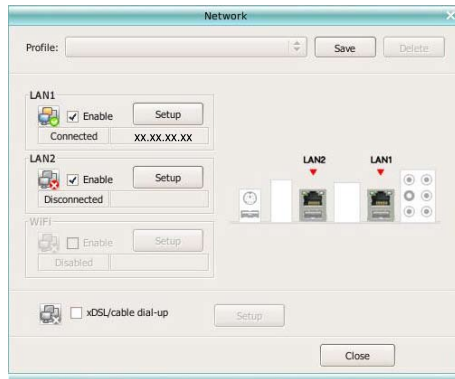 Network
Profile:
Save
Delete
LAN1
Enable
Setup
Connected
XX.XX.XX.XX
LAN2
Enable
Setup
Disconnected
WiFi
Enable
Setup
Disabled
LAN2
LAN1
xDSL/cable dial-up
Setup
Close